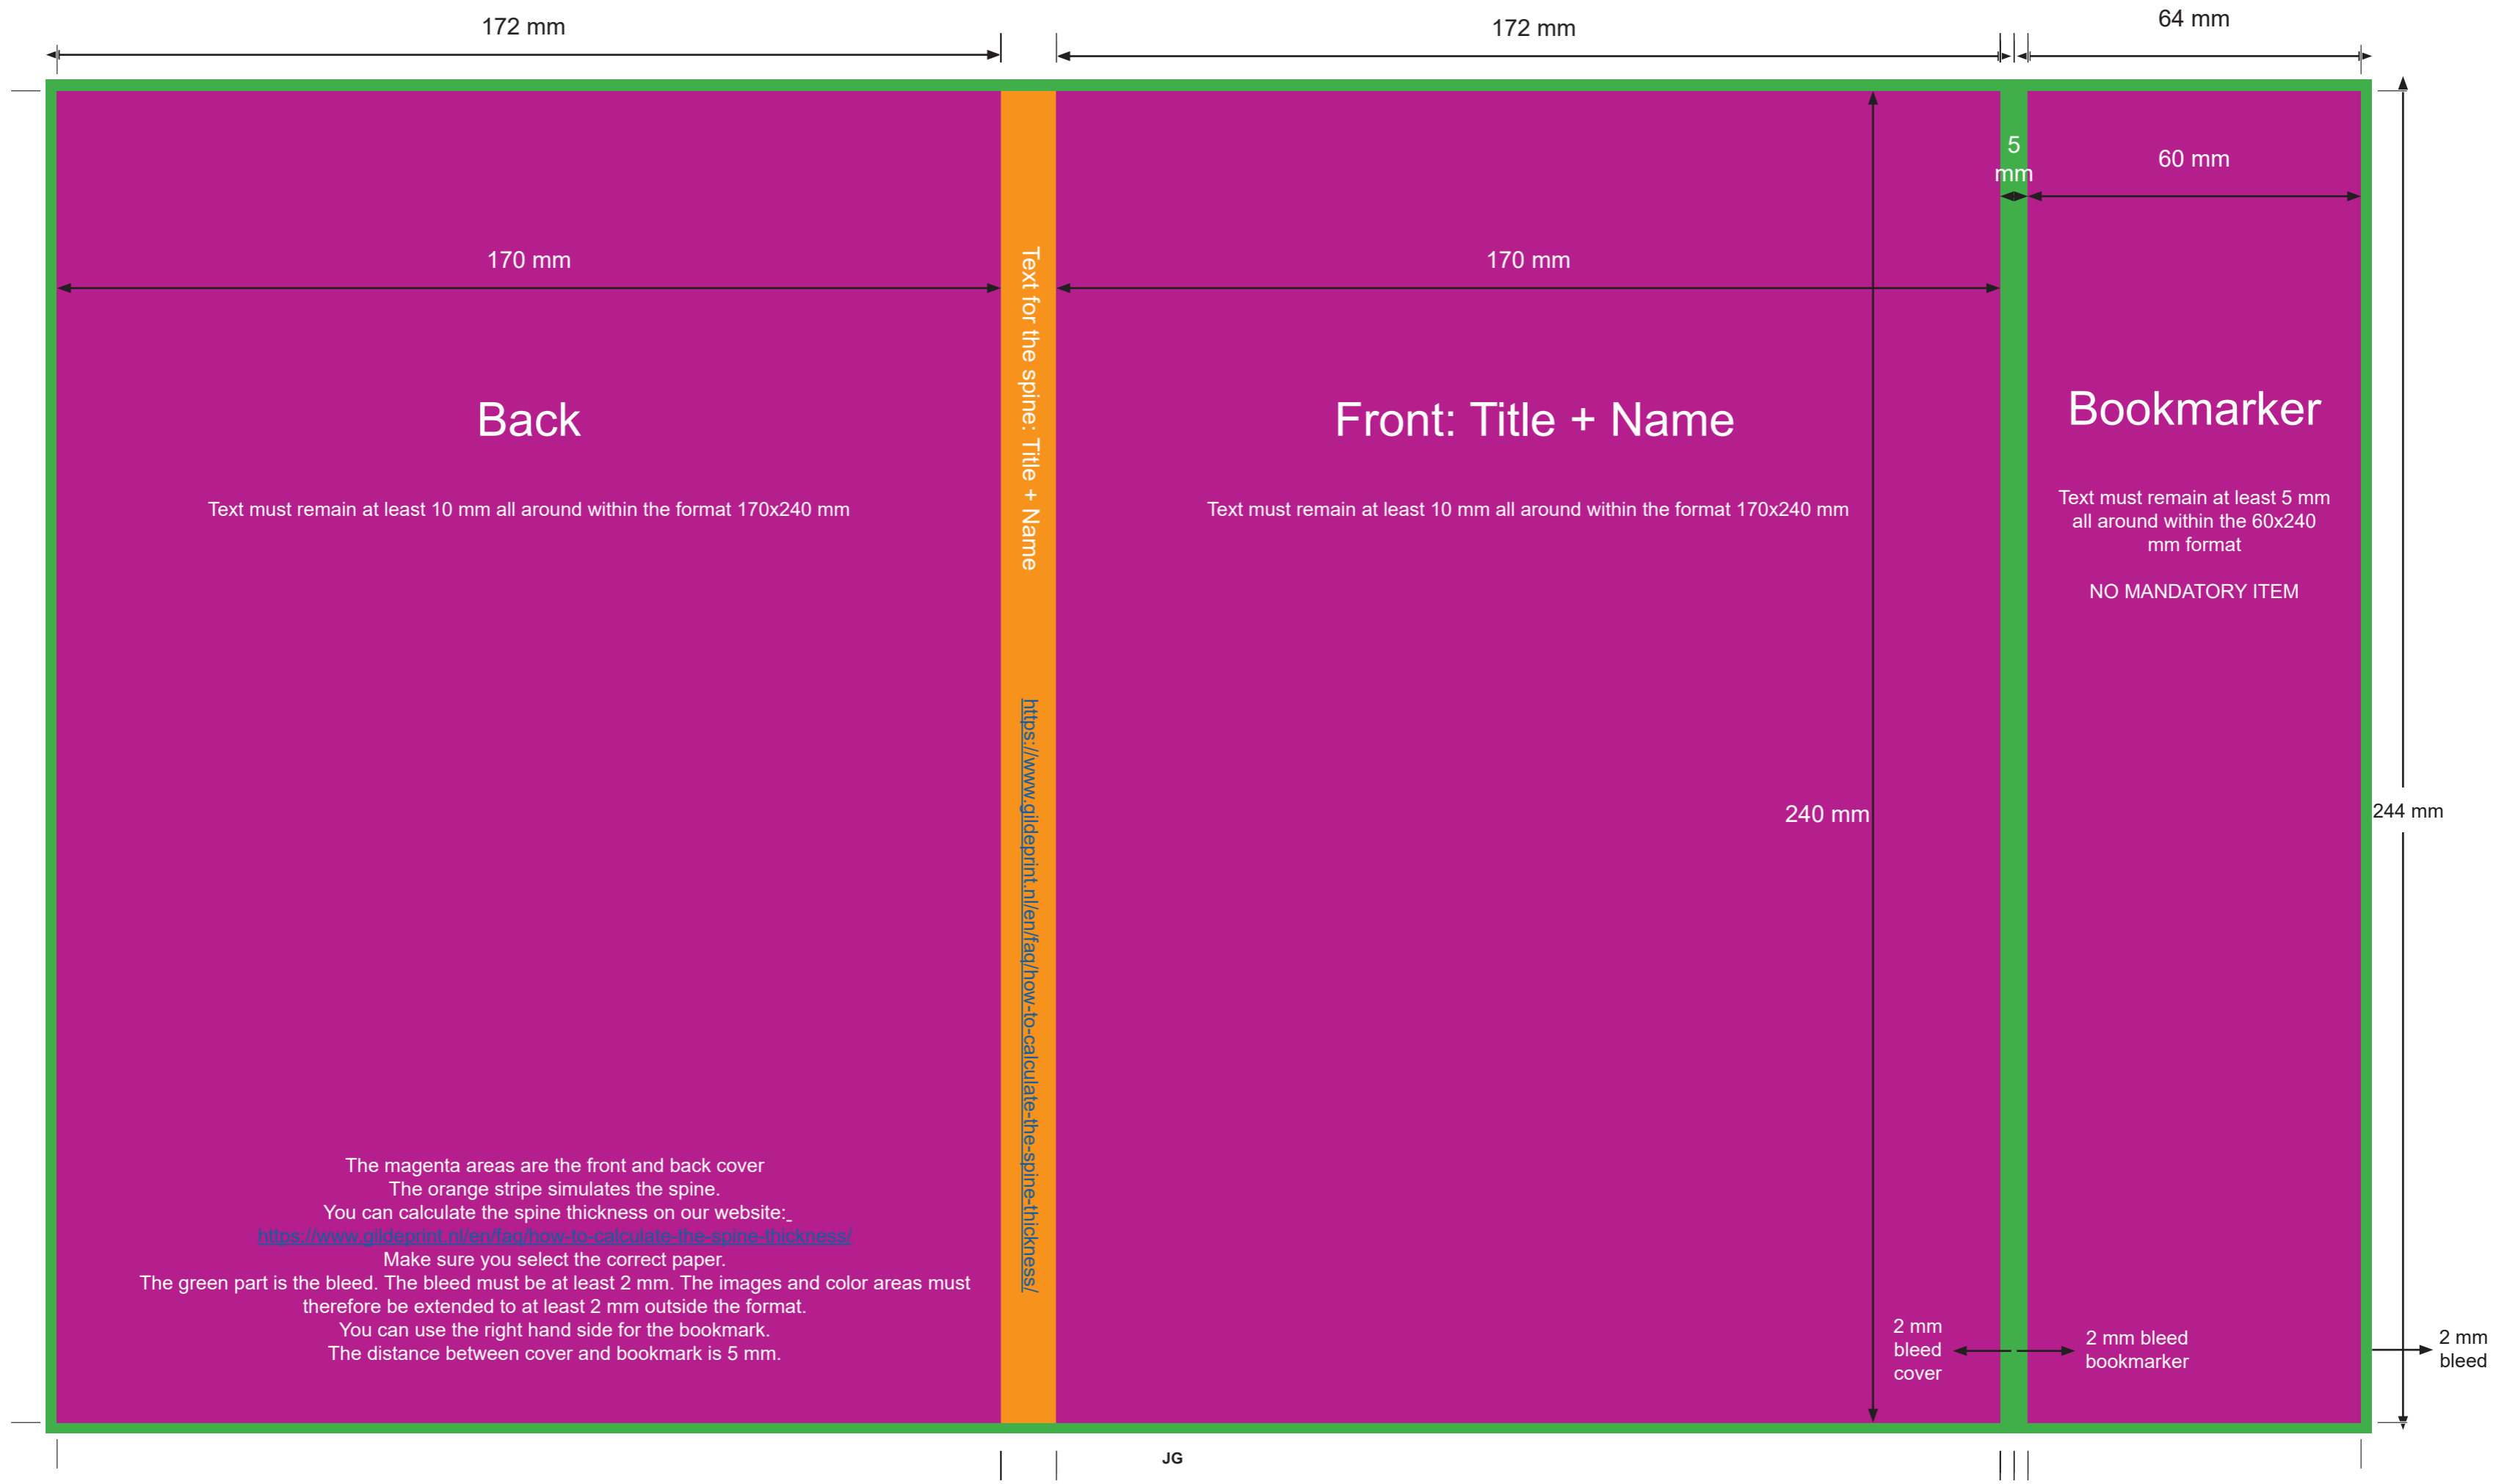 172 mm
172 mm
64 mm
5
mm
60 mm
170 mm
170 mm
Text for the spine: Title + Name
Back
Front: Title + Name
Bookmarker
Text must remain at least 10 mm all around within the format 170x240 mm
Text must remain at least 10 mm all around within the format 170x240 mm
Text must remain at least 5 mm
all around within the 60x240
mm format
NO MANDATORY ITEM
https://www.gildeprint.nl/en/faq/how-to-calculate-the-spine-thickness/
240 mm
244 mm
The magenta areas are the front and back cover
The orange stripe simulates the spine.
You can calculate the spine thickness on our website:
https://www.gildeprint.nl/en/faq/how-to-calculate-the-spine-thickness/
Make sure you select the correct paper.
The green part is the bleed. The bleed must be at least 2 mm. The images and color areas must
therefore be extended to at least 2 mm outside the format.
You can use the right hand side for the bookmark.
The distance between cover and bookmark is 5 mm.
2 mm
bleed
cover
2 mm bleed
bookmarker
2 mm
bleed
JG